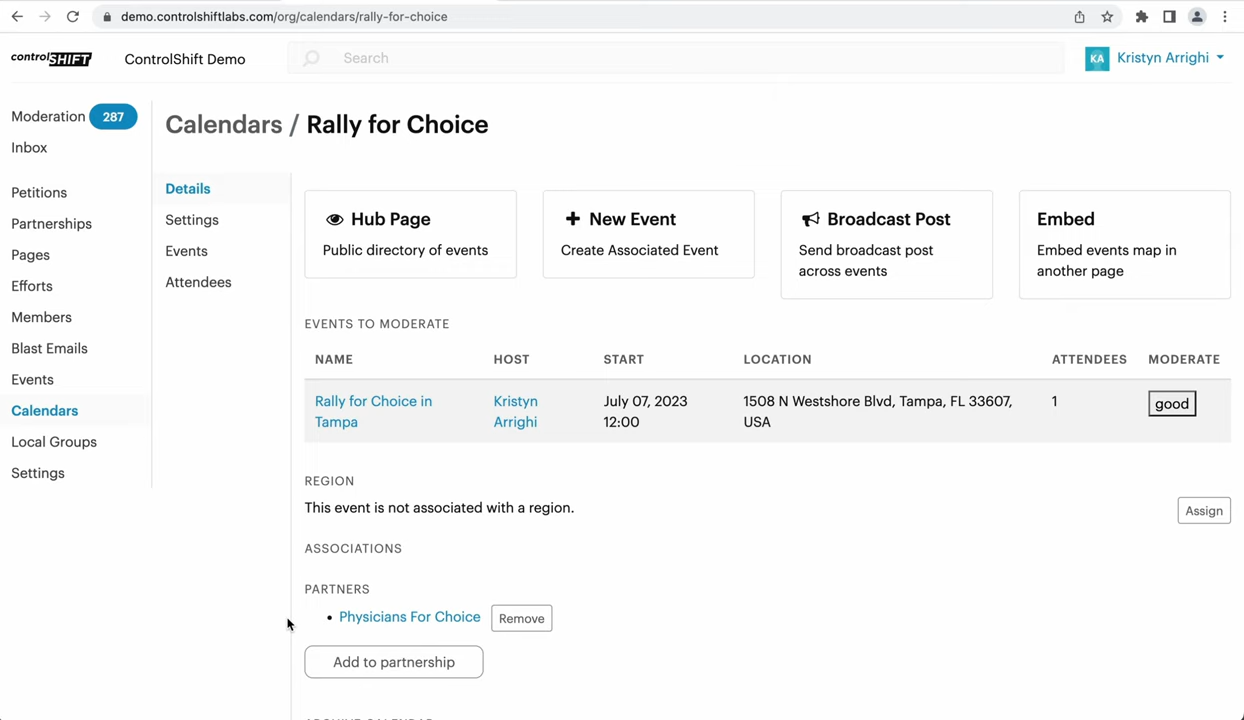 demo.controlshiftlabs.com/org/calendars/rally-for-choice
controlSHIFT
ControlShift Demo
Search
KA
Kristyn Arrighi
Moderation 287
Inbox
Petitions
Partnerships
Pages
Efforts
Members
Blast Emails
Events
Calendars
Local Groups
Settings
Calendars / Rally for Choice
Details
Settings
Events
Attendees
Hub Page
Public directory of events
New Event
Create Associated Event
Broadcast Post
Send broadcast post
across events
Embed
Embed events map in
another page
EVENTS TO MODERATE
NAME HOST START LOCATION ATTENDEES MODERATE
Rally for Choice in Kristyn July 07, 2023 1508 N Westshore Blvd, Tampa, FL 33607, 1 good
Tampa Arrighi 12:00 USA
REGION
This event is not associated with a region.
Assign
ASSOCIATIONS
PARTNERS
• Physicians For Choice Remove
Add to partnership
ARCHIVE CALENDAR